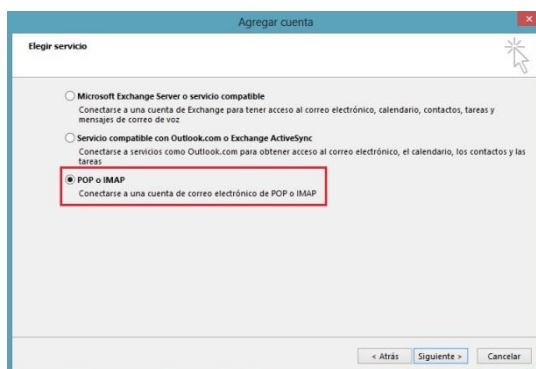 Agregar cuenta
Elegir servicio
Microsoft Exchange Server o servicio compatible
Conectarse a una cuenta de Exchange para tener acceso al correo electrónico, calendario, contactos, tareas y
mensajes de correo de voz
Servicio compatible con Outlook.com o Exchange ActiveSync
Conectarse a servicios como Outlook.com para obtener acceso al correo electrónico, el calendario, los contactos y las
tareas
POP o IMAP
Conectarse a una cuenta de correo electrónico de POP o IMAP
< Atrás Siguiente > Cancelar